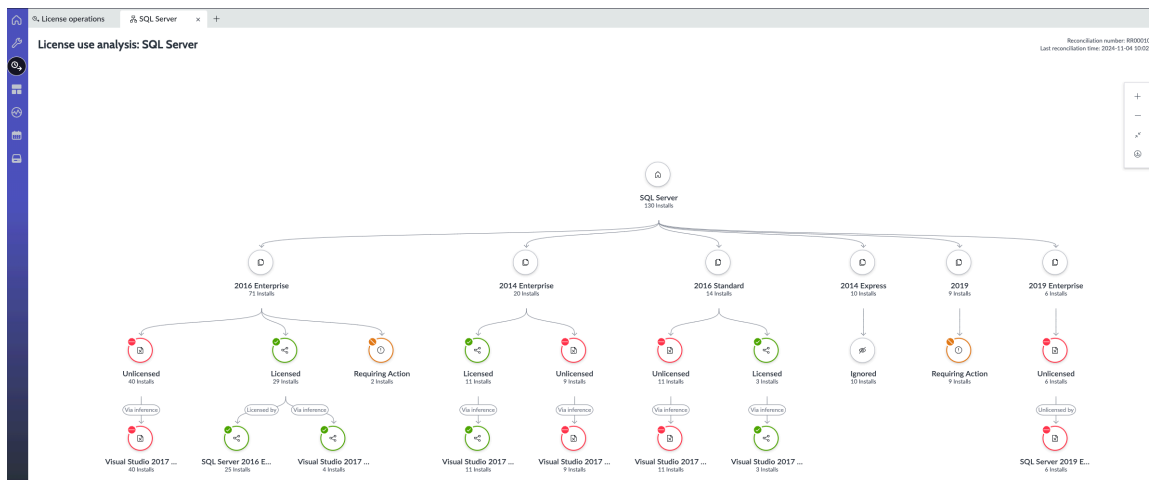 License operations
SQL Server × +
License use analysis: SQL Server
Reconciliation number: RR00010
Last reconciliation time: 2024-11-04 10:02
SQL Server
130 Installs
2016 Enterprise
71 Installs
2014 Enterprise
20 Installs
2016 Standard
14 Installs
2014 Express
10 Installs
2019
9 Installs
2019 Enterprise
6 Installs
Unlicensed
40 Installs
Licensed
29 Installs
Requiring Action
2 Installs
Licensed
11 Installs
Unlicensed
9 Installs
Unlicensed
11 Installs
Licensed
3 Installs
Ignored
10 Installs
Requiring Action
9 Installs
Unlicensed
6 Installs
Via inference
Licensed by
Via inference
Via inference
Via inference
Via inference
Via inference
Unlicensed by
Visual Studio 2017 ...
40 Installs
SQL Server 2016 E...
25 Installs
Visual Studio 2017 ...
4 Installs
Visual Studio 2017 ...
11 Installs
Visual Studio 2017 ...
9 Installs
Visual Studio 2017 ...
11 Installs
Visual Studio 2017 ...
3 Installs
SQL Server 2019 E...
6 Installs